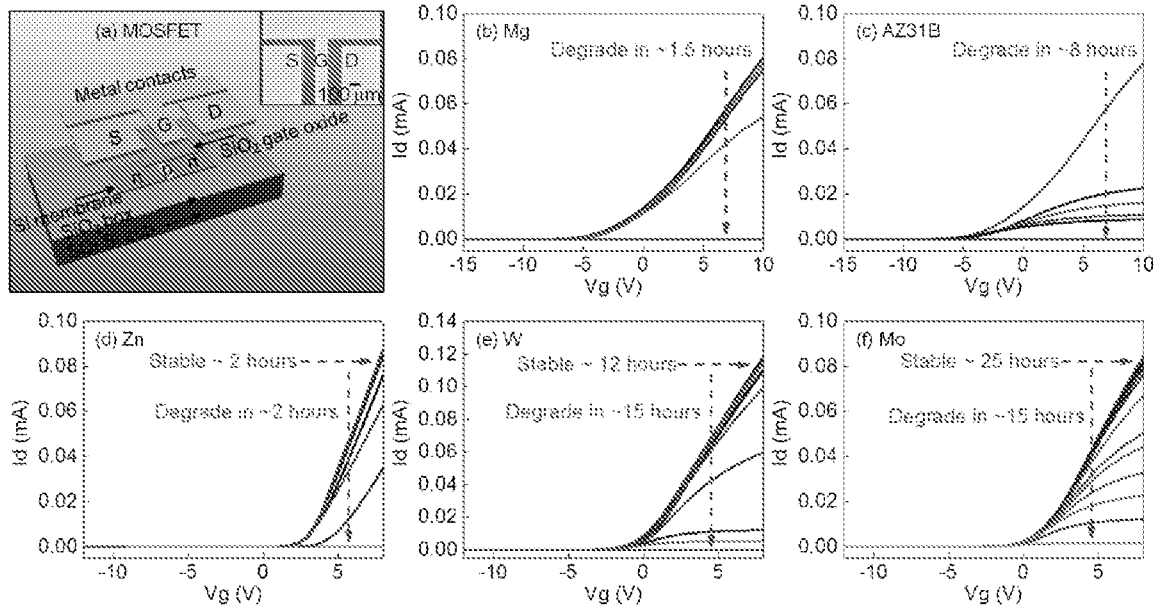 (a) MOSFET
S G D
100 μm
Metal contacts
S G D
SiO₂ gate oxide
n p n
Si membrane
SiO₂ box
(b) Mg
Degrade in ~1.5 hours
Id (mA)
0.10
0.08
0.06
0.04
0.02
0.00
-15 -10 -5 0 5 10
Vg (V)
(c) AZ31B
Degrade in ~8 hours
Id (mA)
0.10
0.08
0.06
0.04
0.02
0.00
-15 -10 -5 0 5 10
Vg (V)
(d) Zn
Stable ~ 2 hours
Degrade in ~2 hours
Id (mA)
0.10
0.08
0.06
0.04
0.02
0.00
-10 -5 0 5
Vg (V)
(e) W
Stable ~ 12 hours
Degrade in ~15 hours
Id (mA)
0.14
0.12
0.10
0.08
0.06
0.04
0.02
0.00
-10 -5 0 5
Vg (V)
(f) Mo
Stable ~ 25 hours
Degrade in ~15 hours
Id (mA)
0.10
0.08
0.06
0.04
0.02
0.00
-10 -5 0 5
Vg (V)